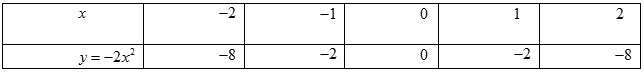 x −2 −1 0 1 2
y = −2x² −8 −2 0 −2 −8